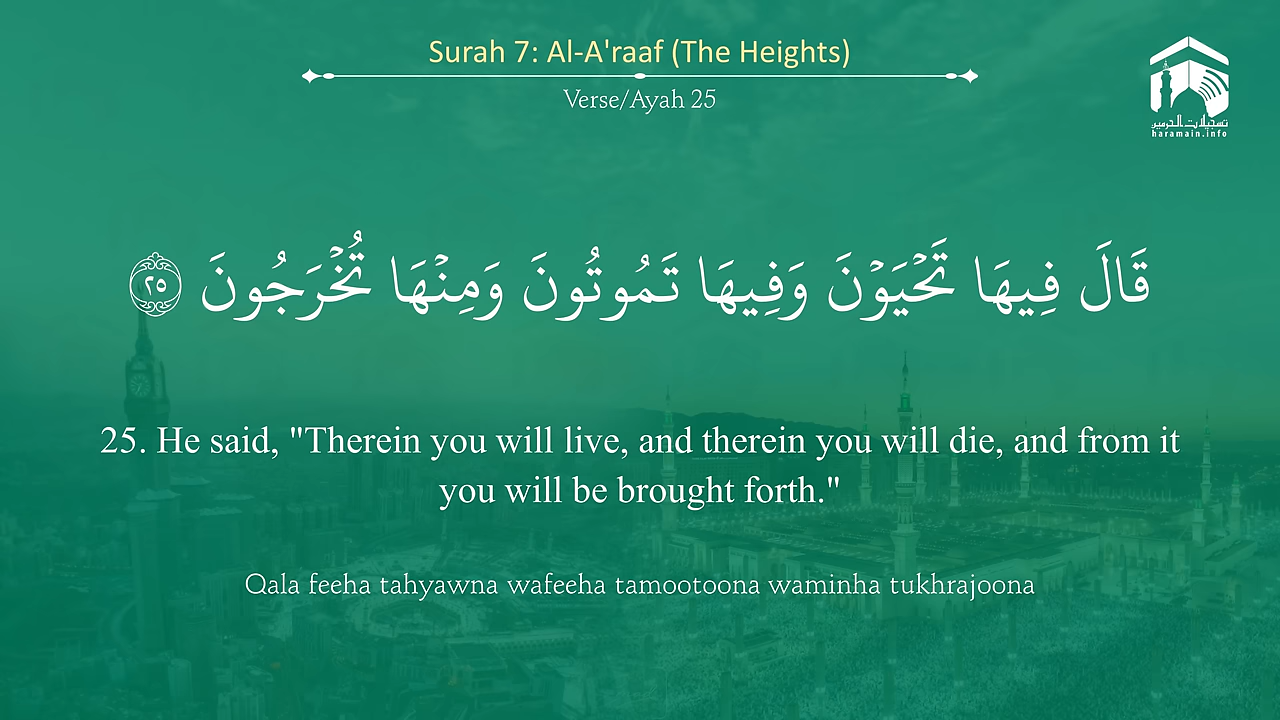 Surah 7: Al-A'raaf (The Heights)
Verse/Ayah 25
تسجيلات الحرمين
haramain.info
قَالَ فِيهَا تَحْيَوْنَ وَفِيهَا تَمُوتُونَ وَمِنْهَا تُخْرَجُونَ ٢٥
25. He said, "Therein you will live, and therein you will die, and from it
you will be brought forth."
Qala feeha tahyawna wafeeha tamootoona waminha tukhrajoona